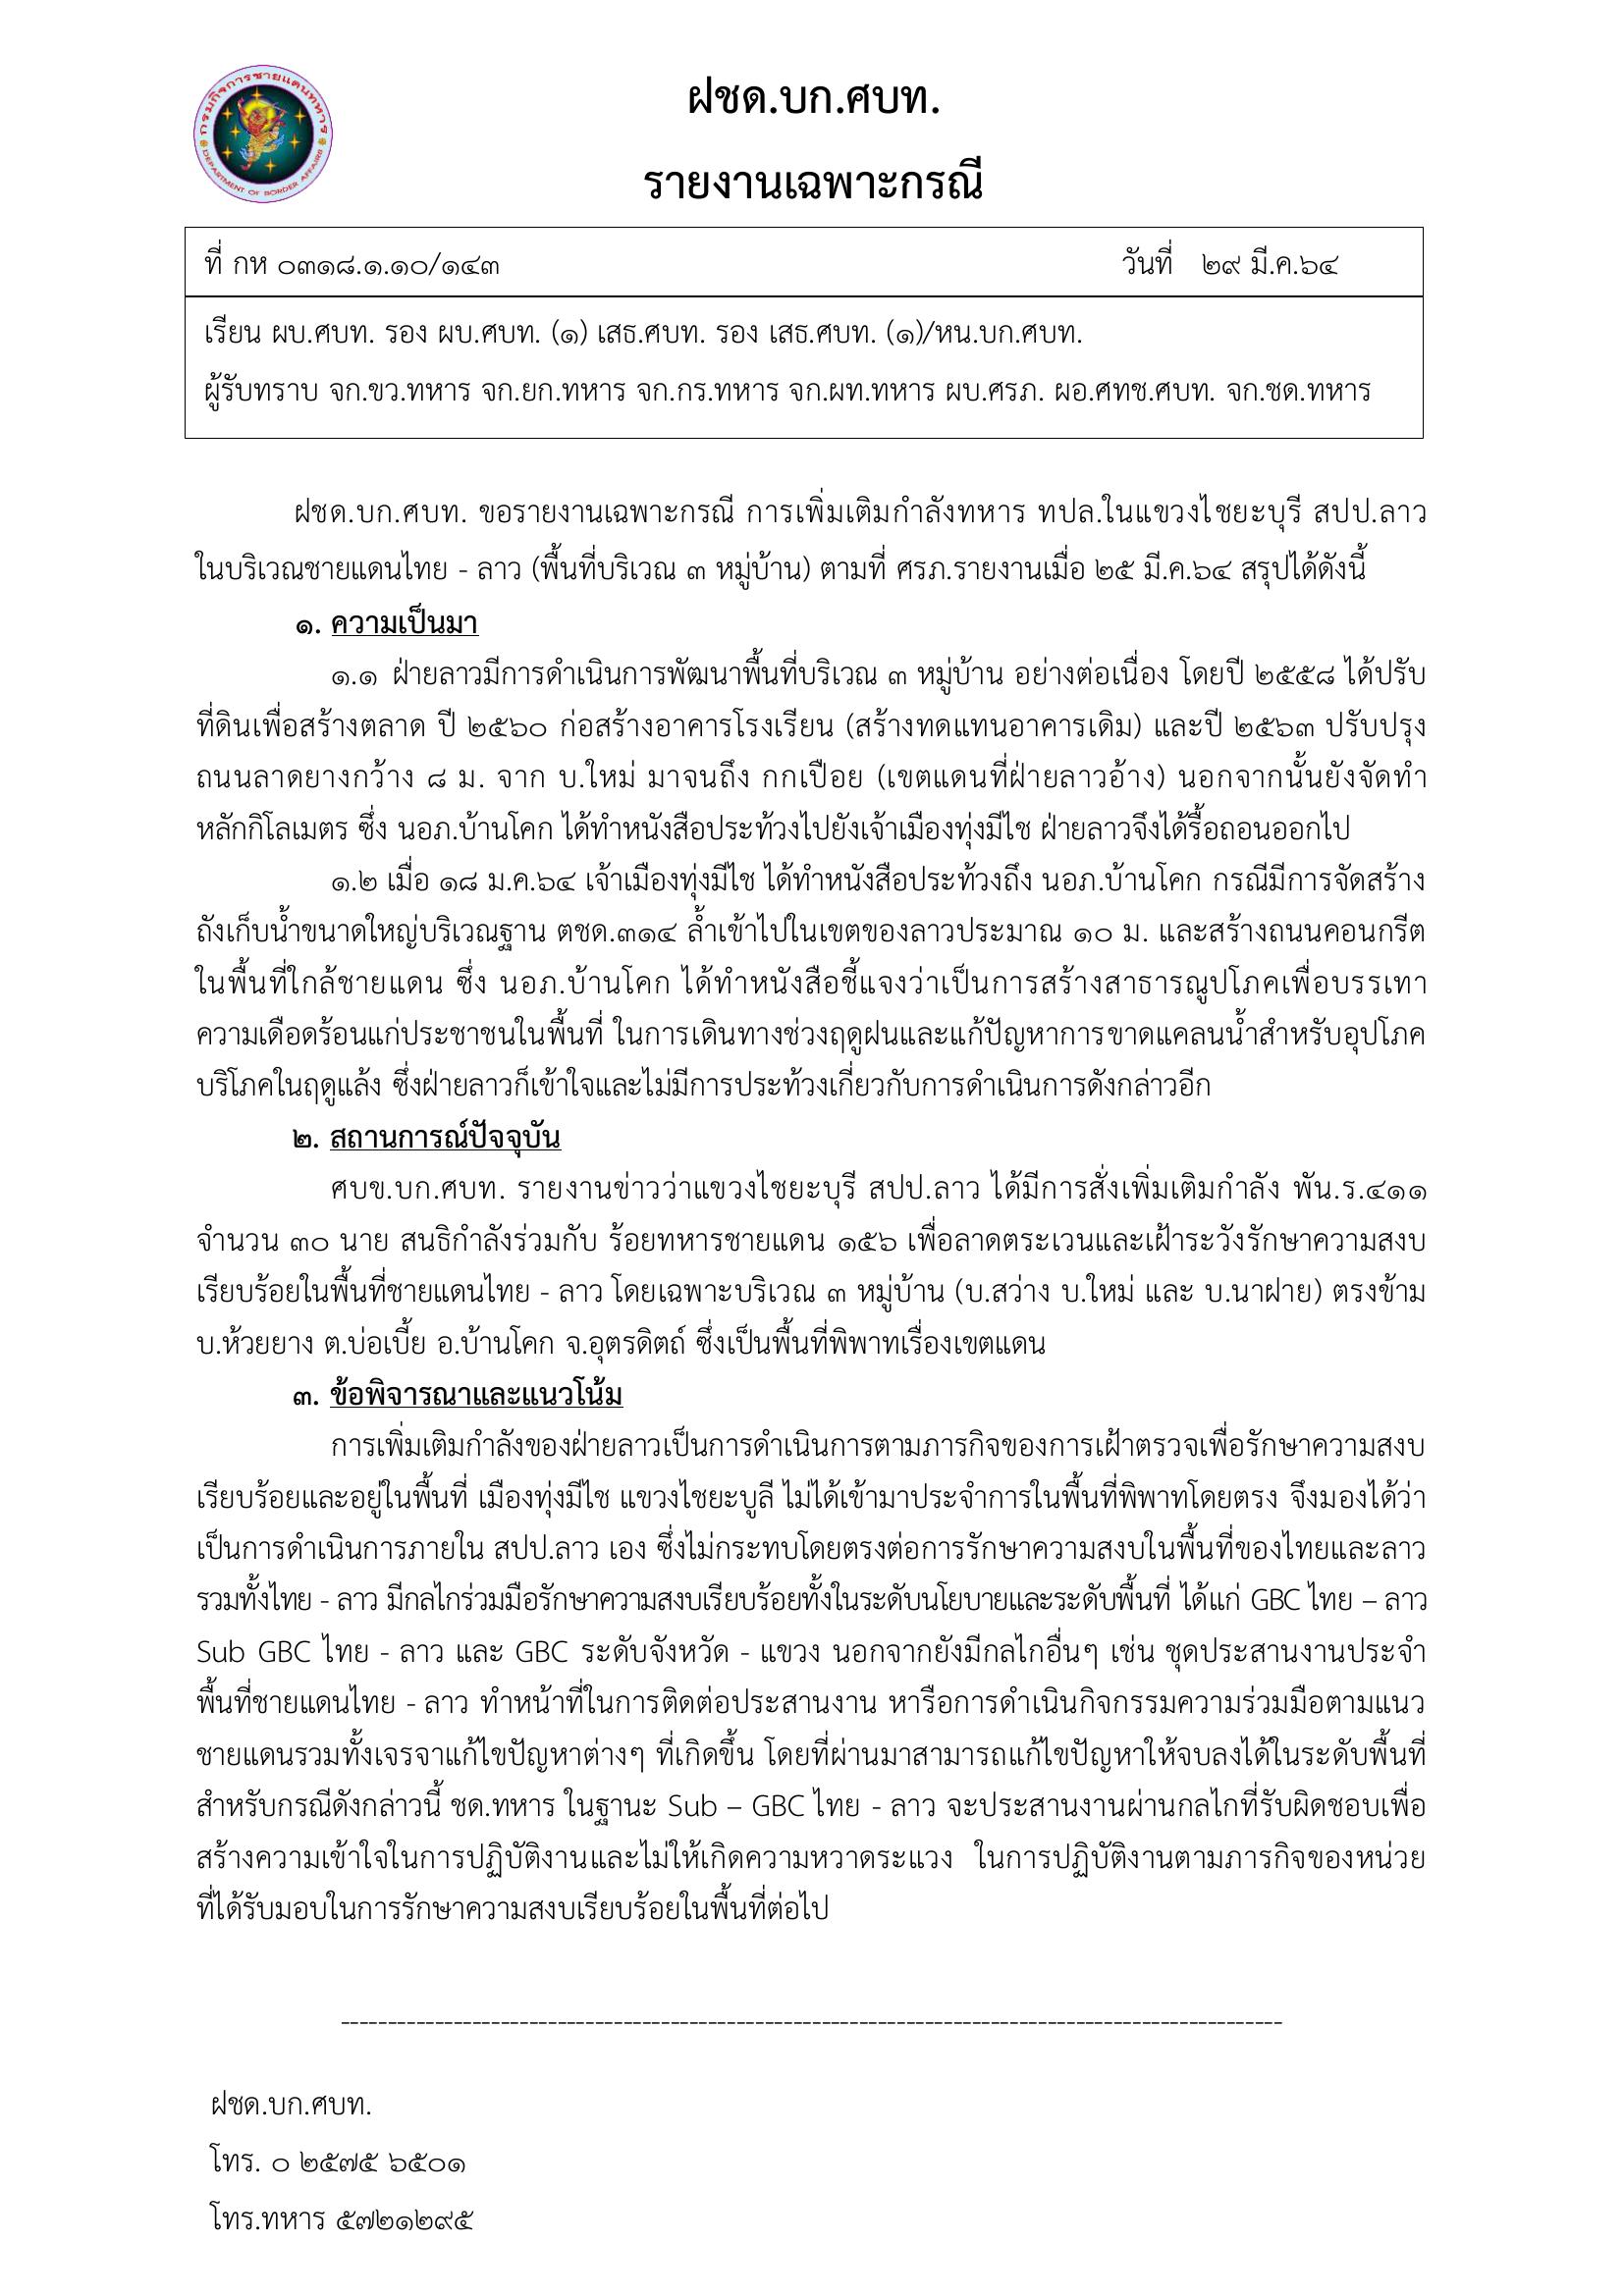 กรมกิจการชายแดนทหาร
DEPARTMENT OF BORDER AFFAIRS
ฝชด.บก.ศบท.
รายงานเฉพาะกรณี
ที่ กห ๐๓๑๘.๑.๑๐/๑๔๓ วันที่ ๒๙ มี.ค.๖๔
เรียน ผบ.ศบท. รอง ผบ.ศบท. (๑) เสธ.ศบท. รอง เสธ.ศบท. (๑)/หน.บก.ศบท.
ผู้รับทราบ จก.ขว.ทหาร จก.ยก.ทหาร จก.กร.ทหาร จก.ผท.ทหาร ผบ.ศรภ. ผอ.ศทช.ศบท. จก.ชด.ทหาร
ฝชด.บก.ศบท. ขอรายงานเฉพาะกรณี การเพิ่มเติมกำลังทหาร ทปล.ในแขวงไชยะบุรี สปป.ลาว
ในบริเวณชายแดนไทย - ลาว (พื้นที่บริเวณ ๓ หมู่บ้าน) ตามที่ ศรภ.รายงานเมื่อ ๒๕ มี.ค.๖๔ สรุปได้ดังนี้
๑. ความเป็นมา
๑.๑ ฝ่ายลาวมีการดำเนินการพัฒนาพื้นที่บริเวณ ๓ หมู่บ้าน อย่างต่อเนื่อง โดยปี ๒๕๕๘ ได้ปรับ
ที่ดินเพื่อสร้างตลาด ปี ๒๕๖๐ ก่อสร้างอาคารโรงเรียน (สร้างทดแทนอาคารเดิม) และปี ๒๕๖๓ ปรับปรุง
ถนนลาดยางกว้าง ๘ ม. จาก บ.ใหม่ มาจนถึง กกเปือย (เขตแดนที่ฝ่ายลาวอ้าง) นอกจากนั้นยังจัดทำ
หลักกิโลเมตร ซึ่ง นอภ.บ้านโคก ได้ทำหนังสือประท้วงไปยังเจ้าเมืองทุ่งมีไช ฝ่ายลาวจึงได้รื้อถอนออกไป
๑.๒ เมื่อ ๑๘ ม.ค.๖๔ เจ้าเมืองทุ่งมีไช ได้ทำหนังสือประท้วงถึง นอภ.บ้านโคก กรณีมีการจัดสร้าง
ถังเก็บน้ำขนาดใหญ่บริเวณฐาน ตชด.๓๑๔ ล้ำเข้าไปในเขตของลาวประมาณ ๑๐ ม. และสร้างถนนคอนกรีต
ในพื้นที่ใกล้ชายแดน ซึ่ง นอภ.บ้านโคก ได้ทำหนังสือชี้แจงว่าเป็นการสร้างสาธารณูปโภคเพื่อบรรเทา
ความเดือดร้อนแก่ประชาชนในพื้นที่ ในการเดินทางช่วงฤดูฝนและแก้ปัญหาการขาดแคลนน้ำสำหรับอุปโภค
บริโภคในฤดูแล้ง ซึ่งฝ่ายลาวก็เข้าใจและไม่มีการประท้วงเกี่ยวกับการดำเนินการดังกล่าวอีก
๒. สถานการณ์ปัจจุบัน
ศบข.บก.ศบท. รายงานข่าวว่าแขวงไชยะบุรี สปป.ลาว ได้มีการสั่งเพิ่มเติมกำลัง พัน.ร.๔๑๑
จำนวน ๓๐ นาย สนธิกำลังร่วมกับ ร้อยทหารชายแดน ๑๕๖ เพื่อลาดตระเวนและเฝ้าระวังรักษาความสงบ
เรียบร้อยในพื้นที่ชายแดนไทย - ลาว โดยเฉพาะบริเวณ ๓ หมู่บ้าน (บ.สว่าง บ.ใหม่ และ บ.นาฝาย) ตรงข้าม
บ.ห้วยยาง ต.บ่อเบี้ย อ.บ้านโคก จ.อุตรดิตถ์ ซึ่งเป็นพื้นที่พิพาทเรื่องเขตแดน
๓. ข้อพิจารณาและแนวโน้ม
การเพิ่มเติมกำลังของฝ่ายลาวเป็นการดำเนินการตามภารกิจของการเฝ้าตรวจเพื่อรักษาความสงบ
เรียบร้อยและอยู่ในพื้นที่ เมืองทุ่งมีไช แขวงไชยะบูลี ไม่ได้เข้ามาประจำการในพื้นที่พิพาทโดยตรง จึงมองได้ว่า
เป็นการดำเนินการภายใน สปป.ลาว เอง ซึ่งไม่กระทบโดยตรงต่อการรักษาความสงบในพื้นที่ของไทยและลาว
รวมทั้งไทย - ลาว มีกลไกร่วมมือรักษาความสงบเรียบร้อยทั้งในระดับนโยบายและระดับพื้นที่ ได้แก่ GBC ไทย – ลาว
Sub GBC ไทย - ลาว และ GBC ระดับจังหวัด - แขวง นอกจากยังมีกลไกอื่นๆ เช่น ชุดประสานงานประจำ
พื้นที่ชายแดนไทย - ลาว ทำหน้าที่ในการติดต่อประสานงาน หารือการดำเนินกิจกรรมความร่วมมือตามแนว
ชายแดนรวมทั้งเจรจาแก้ไขปัญหาต่างๆ ที่เกิดขึ้น โดยที่ผ่านมาสามารถแก้ไขปัญหาให้จบลงได้ในระดับพื้นที่
สำหรับกรณีดังกล่าวนี้ ชด.ทหาร ในฐานะ Sub – GBC ไทย - ลาว จะประสานงานผ่านกลไกที่รับผิดชอบเพื่อ
สร้างความเข้าใจในการปฏิบัติงานและไม่ให้เกิดความหวาดระแวง ในการปฏิบัติงานตามภารกิจของหน่วย
ที่ได้รับมอบในการรักษาความสงบเรียบร้อยในพื้นที่ต่อไป
ฝชด.บก.ศบท.
โทร. ๐ ๒๕๗๕ ๖๕๐๑
โทร.ทหาร ๕๗๒๑๒๙๕